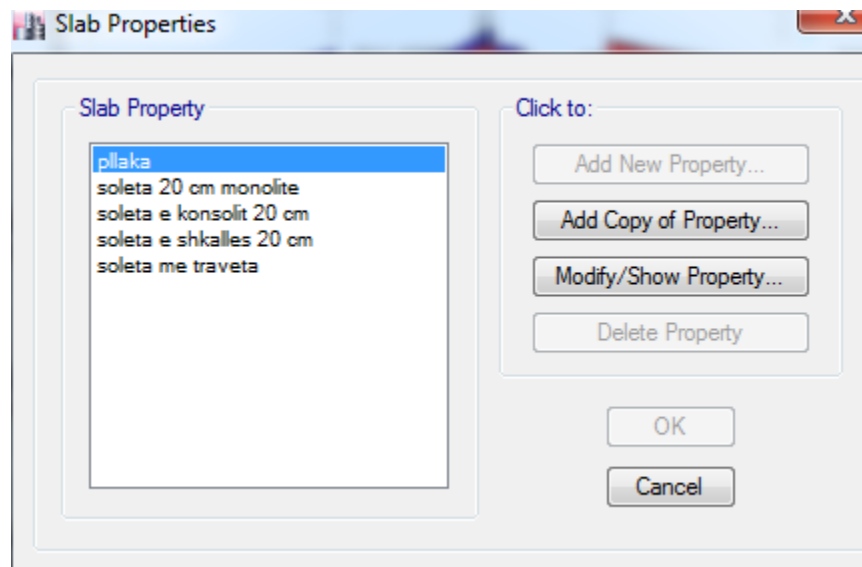 Slab Properties
Slab Property
pllaka
soleta 20 cm monolite
soleta e konsolit 20 cm
soleta e shkalles 20 cm
soleta me traveta
Click to:
Add New Property...
Add Copy of Property...
Modify/Show Property...
Delete Property
OK
Cancel